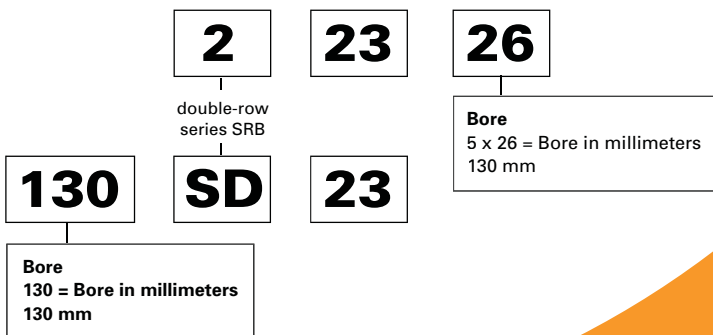 2 23 26
double-row
series SRB
Bore
5 x 26 = Bore in millimeters
130 mm
130 SD 23
Bore
130 = Bore in millimeters
130 mm